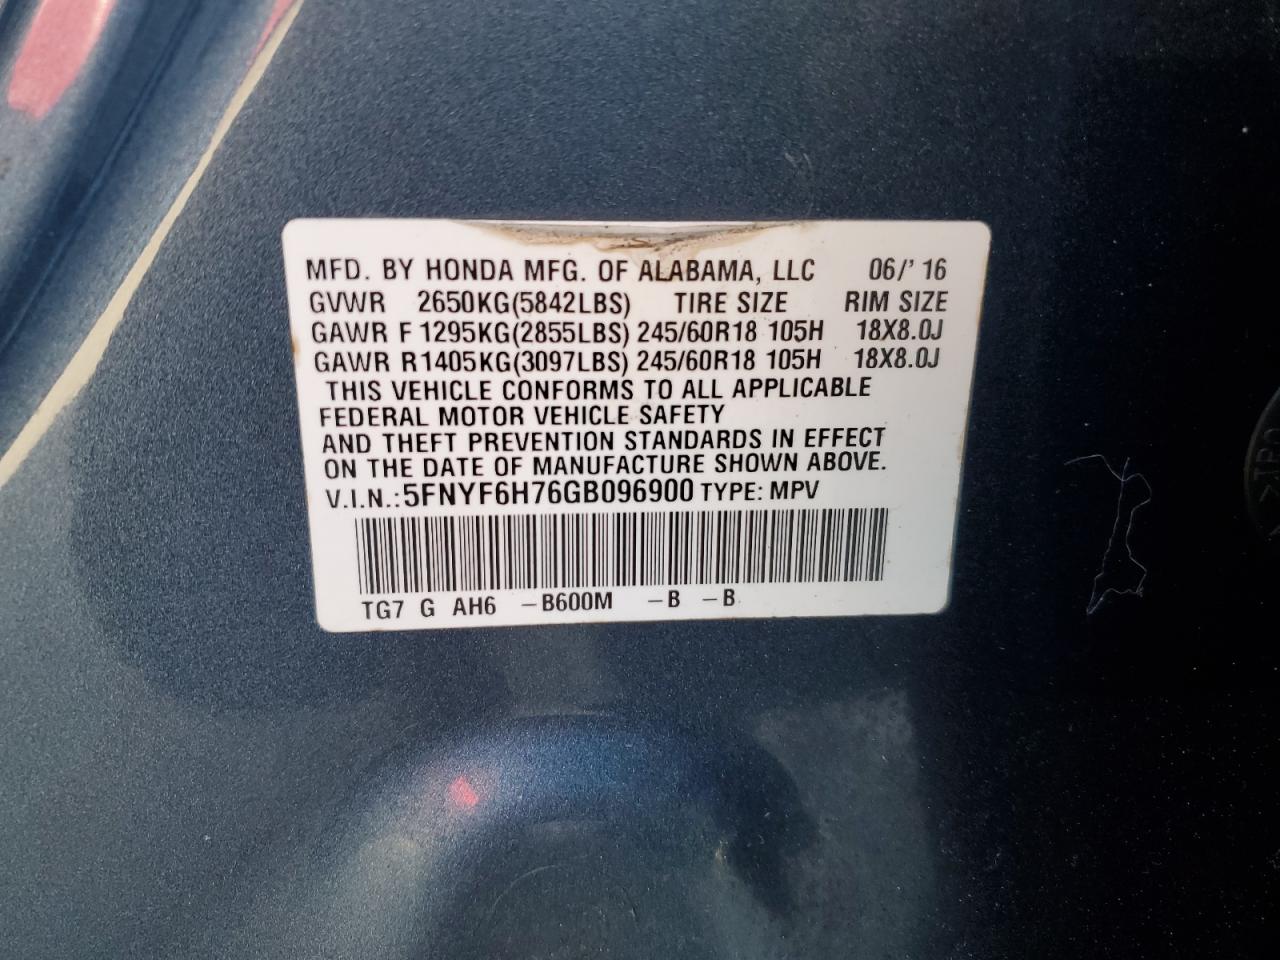 MFD. BY HONDA MFG. OF ALABAMA, LLC 06/' 16
GVWR 2650KG(5842LBS) TIRE SIZE RIM SIZE
GAWR F 1295KG(2855LBS) 245/60R18 105H 18X8.0J
GAWR R1405KG(3097LBS) 245/60R18 105H 18X8.0J
THIS VEHICLE CONFORMS TO ALL APPLICABLE
FEDERAL MOTOR VEHICLE SAFETY
AND THEFT PREVENTION STANDARDS IN EFFECT
ON THE DATE OF MANUFACTURE SHOWN ABOVE.
V.I.N.:5FNYF6H76GB096900 TYPE: MPV
TG7 G AH6 –B600M –B –B